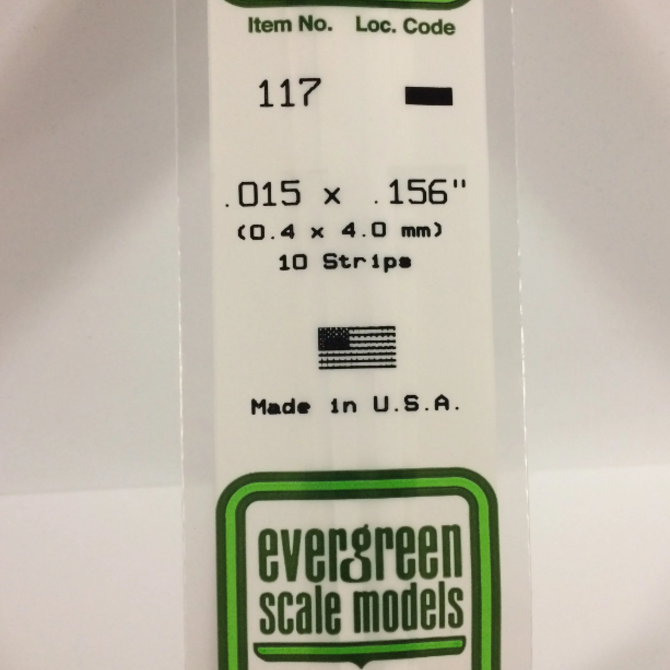 Item No. Loc. Code
117
.015 x .156"
(0.4 x 4.0 mm)
10 Strips
Made in U.S.A.
evergreen
scale models